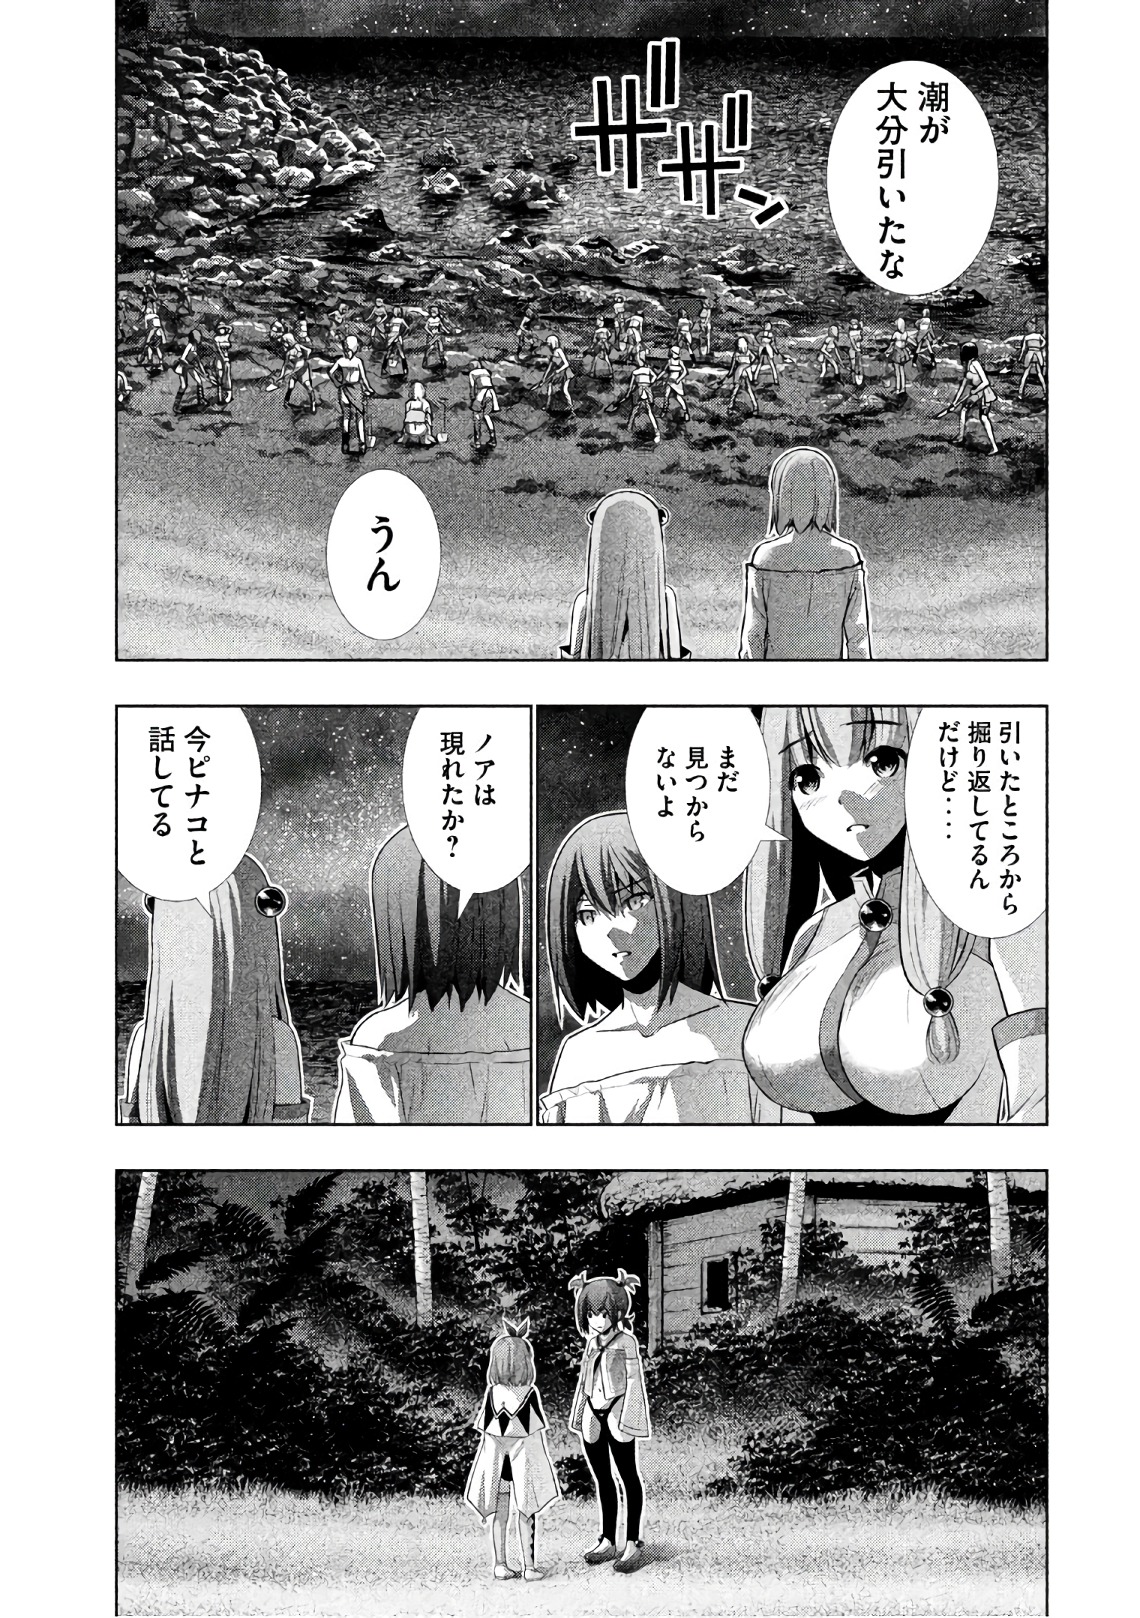 潮が
大分引いたな
ザザザザン
うん
引いたところから
掘り返してるん
だけど‥‥
まだ
見つから
ないよ
ノアは
現れたか？
今ピナコと
話してる